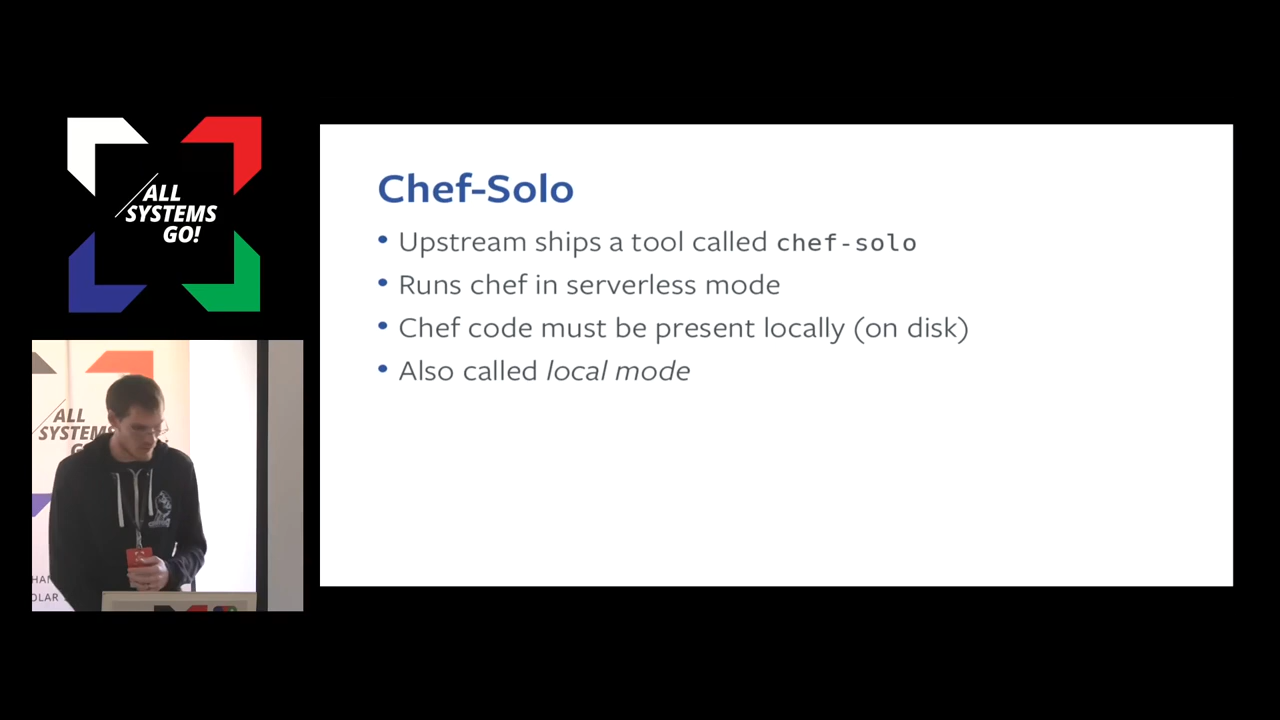 ALL
SYSTEMS
GO!
Chef-Solo
• Upstream ships a tool called chef-solo
• Runs chef in serverless mode
• Chef code must be present locally (on disk)
• Also called local mode
ALL
SYSTEMS